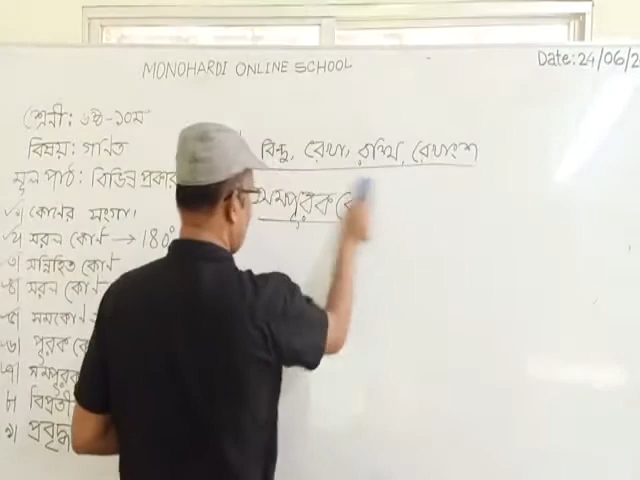 MONOHARDI ONLINE SCHOOL
Date: 24/06/2
শ্রেনী: ৬ষ্ঠ-১০ম
বিষয়: গনিত
মূল পাঠ: বিভিন্ন প্রকার
বিন্দু, রেখা, রশ্মি, রেখাংশ
সম্পূরক কো
১| কোনের সংগা।
২| সরল কোণ → 180°
৩| সন্নিহিত কোণ
৪| সরল কোণ
৫| সমকোণ
৬| পূরক কো
৭| সম্পূরক
৮| বিপ্রতী
৯| প্রবৃদ্ধ